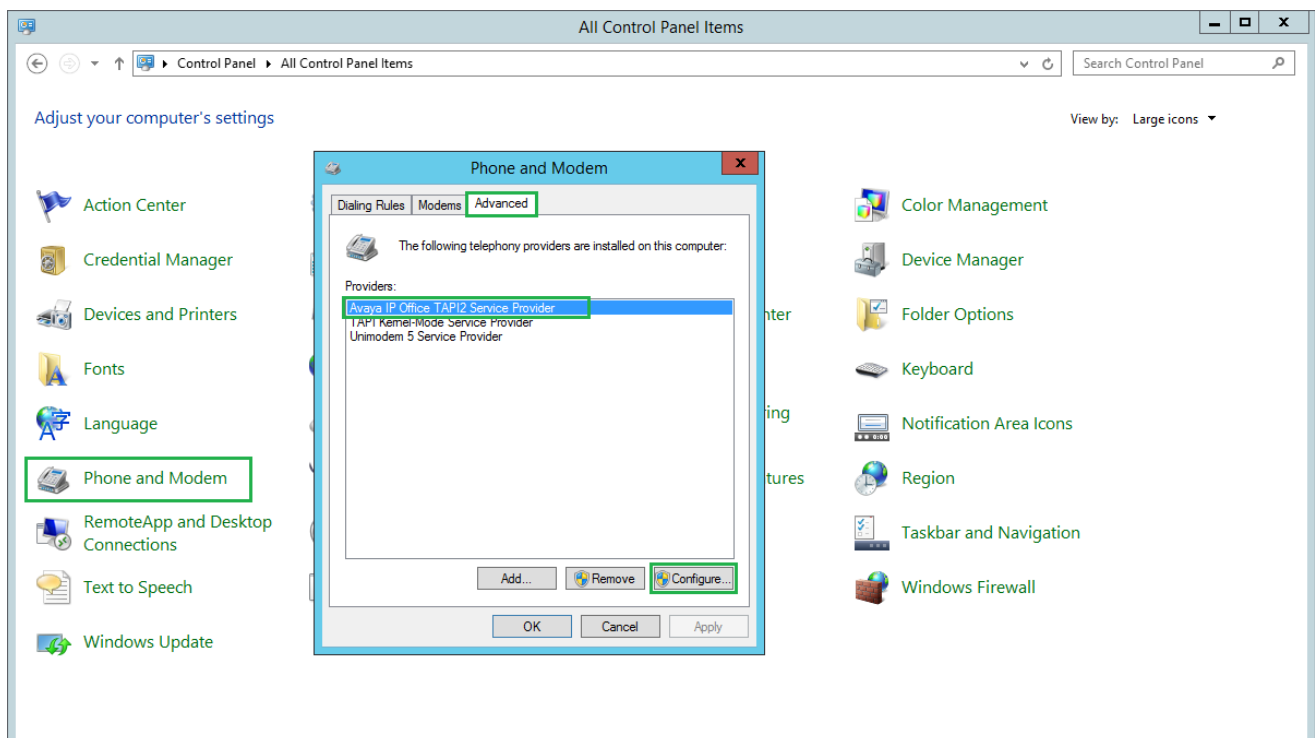 All Control Panel Items
Control Panel ▸ All Control Panel Items
Search Control Panel
Adjust your computer's settings
View by: Large icons
Phone and Modem
Dialing Rules Modems Advanced
The following telephony providers are installed on this computer:
Providers:
Avaya IP Office TAPI2 Service Provider
TAPI Kernel-Mode Service Provider
Unimodem 5 Service Provider
Add... Remove Configure...
OK Cancel Apply
Action Center
Credential Manager
Devices and Printers
Fonts
Language
Phone and Modem
RemoteApp and Desktop
Connections
Text to Speech
Windows Update
nter
ring
tures
Color Management
Device Manager
Folder Options
Keyboard
Notification Area Icons
Region
Taskbar and Navigation
Windows Firewall